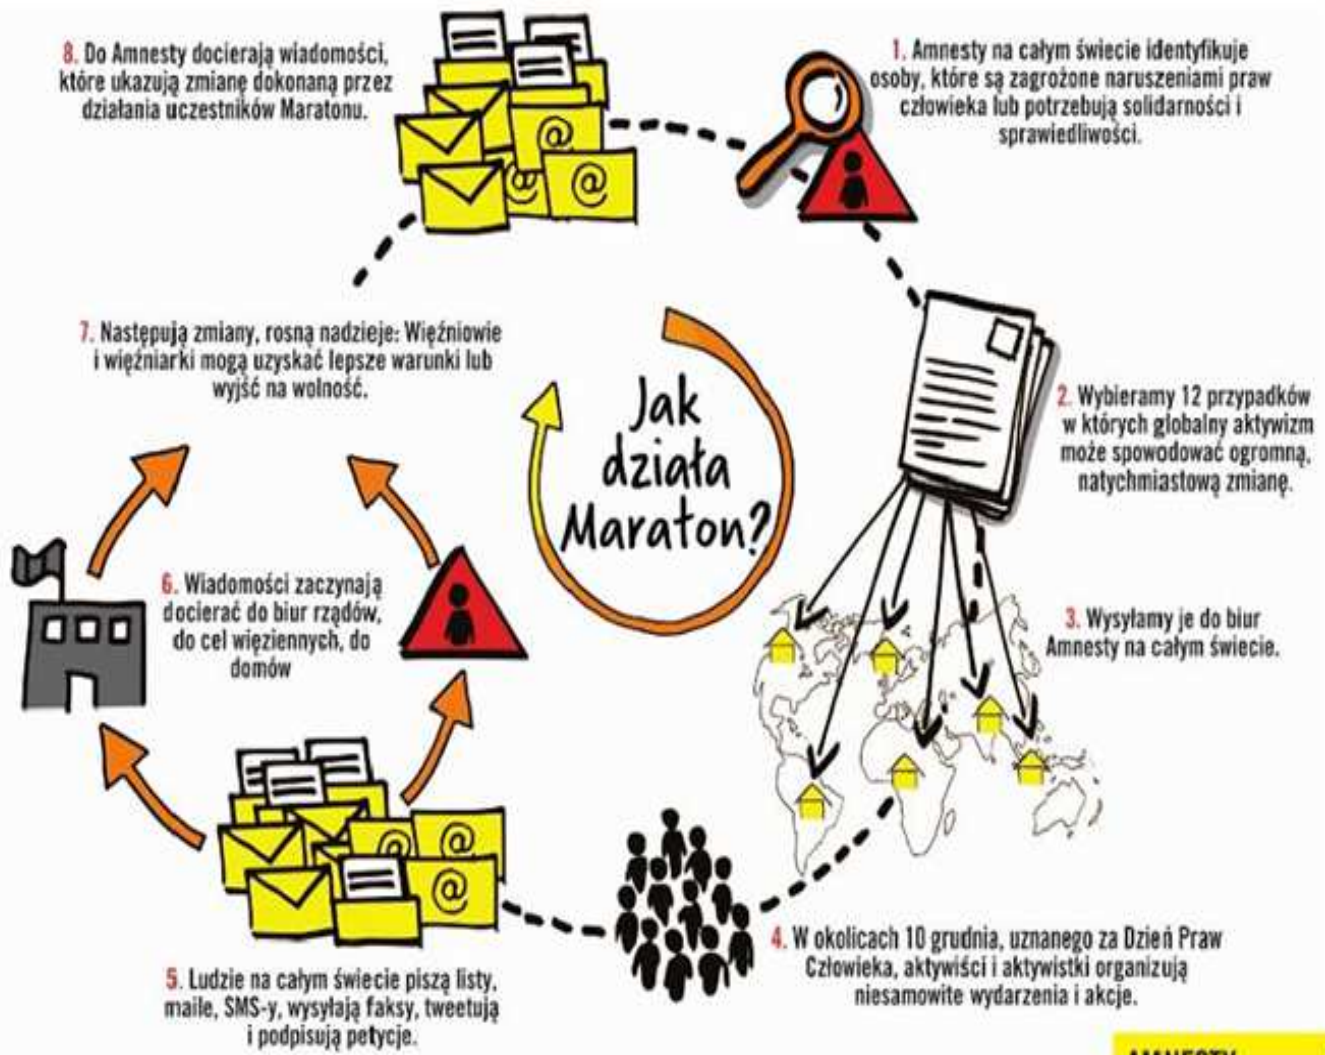 8. Do Amnesty docierają wiadomości,
które ukazują zmianę dokonaną przez
działania uczestników Maratonu.
1. Amnesty na całym świecie identyfikuje
osoby, które są zagrożone naruszeniami praw
człowieka lub potrzebują solidarności i
sprawiedliwości.
7. Następują zmiany, rosną nadzieje: Więźniowie
i więźniarki mogą uzyskać lepsze warunki lub
wyjść na wolność.
Jak
działa
Maraton?
2. Wybieramy 12 przypadków
w których globalny aktywizm
może spowodować ogromną,
natychmiastową zmianę.
6. Wiadomości zaczynają
docierać do biur rządów,
do cel więziennych, do
domów
3. Wysyłamy je do biur
Amnesty na całym świecie.
@
@
@
@
@
@
4. W okolicach 10 grudnia, uznanego za Dzień Praw
Człowieka, aktywiści i aktywistki organizują
niesamowite wydarzenia i akcje.
5. Ludzie na całym świecie piszą listy,
maile, SMS-y, wysyłają faksy, tweetują
i podpisują petycje.
AMNESTY